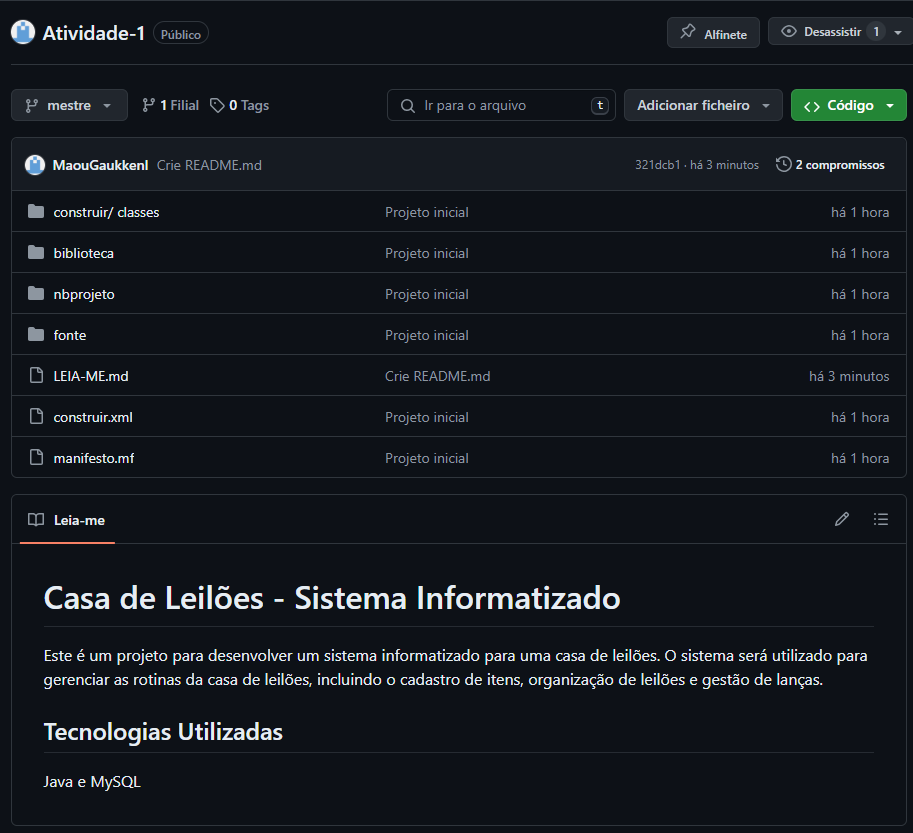 Atividade-1 Público Alfinete Desassistir 1
mestre 1 Filial 0 Tags Ir para o arquivo t Adicionar ficheiro Código
MaouGaukkenl Crie README.md 321dcb1 · há 3 minutos 2 compromissos
construir/ classes Projeto inicial há 1 hora
biblioteca Projeto inicial há 1 hora
nbprojeto Projeto inicial há 1 hora
fonte Projeto inicial há 1 hora
LEIA-ME.md Crie README.md há 3 minutos
construir.xml Projeto inicial há 1 hora
manifesto.mf Projeto inicial há 1 hora
Leia-me
Casa de Leilões - Sistema Informatizado
Este é um projeto para desenvolver um sistema informatizado para uma casa de leilões. O sistema será utilizado para
gerenciar as rotinas da casa de leilões, incluindo o cadastro de itens, organização de leilões e gestão de lanças.
Tecnologias Utilizadas
Java e MySQL